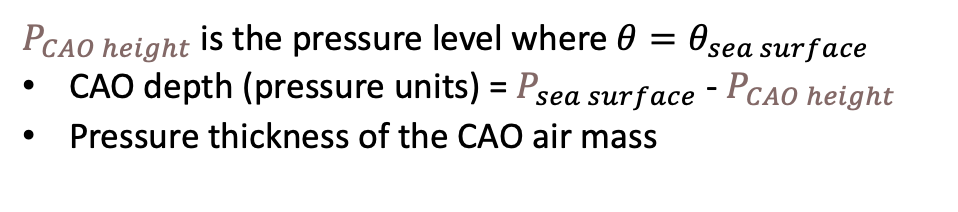 P_CAO height is the pressure level where θ = θ_sea surface
• CAO depth (pressure units) = P_sea surface - P_CAO height
• Pressure thickness of the CAO air mass